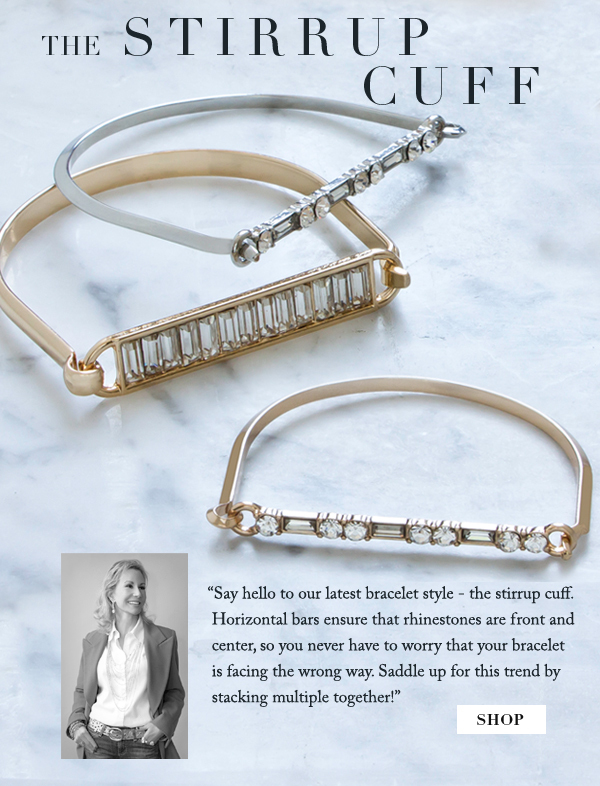 THE STIRRUP
CUFF
“Say hello to our latest bracelet style - the stirrup cuff.
Horizontal bars ensure that rhinestones are front and
center, so you never have to worry that your bracelet
is facing the wrong way. Saddle up for this trend by
stacking multiple together!”
SHOP